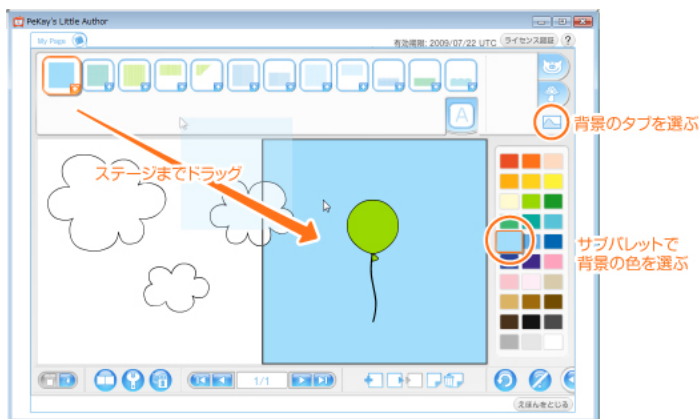 PeKay's Little Author
My Page
有効期限: 2009/07/22 UTC
ライセンス認証
?
A
背景のタブを選ぶ
ステージまでドラッグ
サブパレットで
背景の色を選ぶ
1/1
えほんをとじる